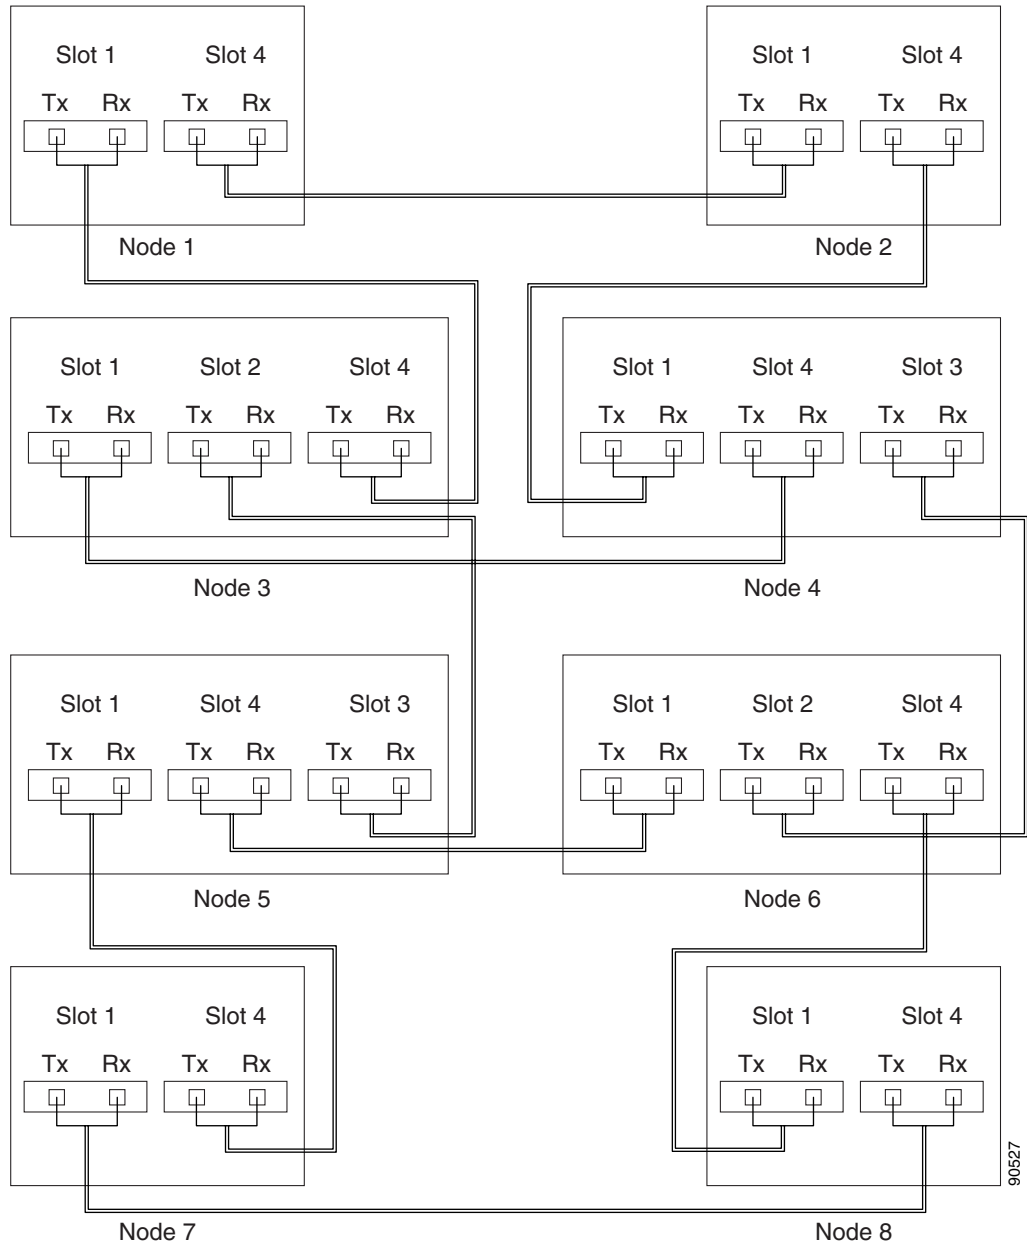 Slot 1 Slot 4 Slot 1 Slot 4
Tx Rx Tx Rx Tx Rx Tx Rx
Node 1 Node 2
Slot 1 Slot 2 Slot 4 Slot 1 Slot 4 Slot 3
Tx Rx Tx Rx Tx Rx Tx Rx Tx Rx Tx Rx
Node 3 Node 4
Slot 1 Slot 4 Slot 3 Slot 1 Slot 2 Slot 4
Tx Rx Tx Rx Tx Rx Tx Rx Tx Rx Tx Rx
Node 5 Node 6
Slot 1 Slot 4 Slot 1 Slot 4
Tx Rx Tx Rx Tx Rx Tx Rx
90527
Node 7 Node 8